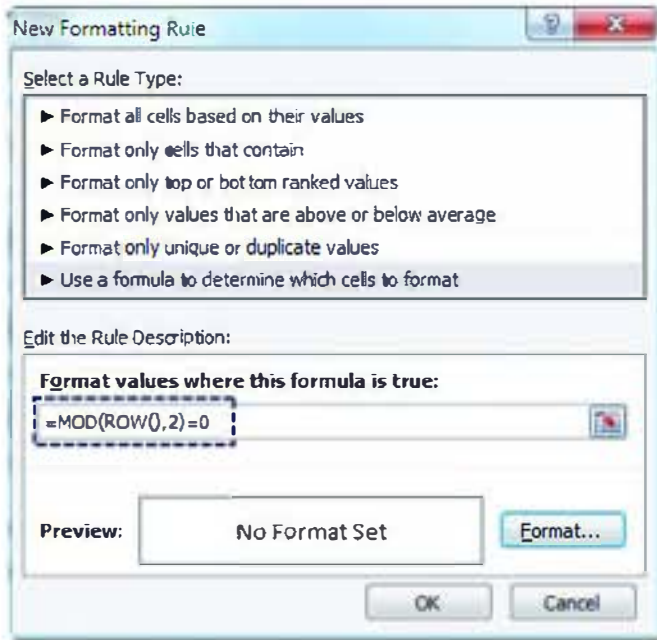 New Formatting Rule
Select a Rule Type:
► Format all cells based on their values
► Format only cells that contain
► Format only top or bottom ranked values
► Format only values that are above or below average
► Format only unique or duplicate values
► Use a formula to determine which cells to format
Edit the Rule Description:
Format values where this formula is true:
=MOD(ROW(),2)=0
Preview:
No Format Set
Format...
OK
Cancel